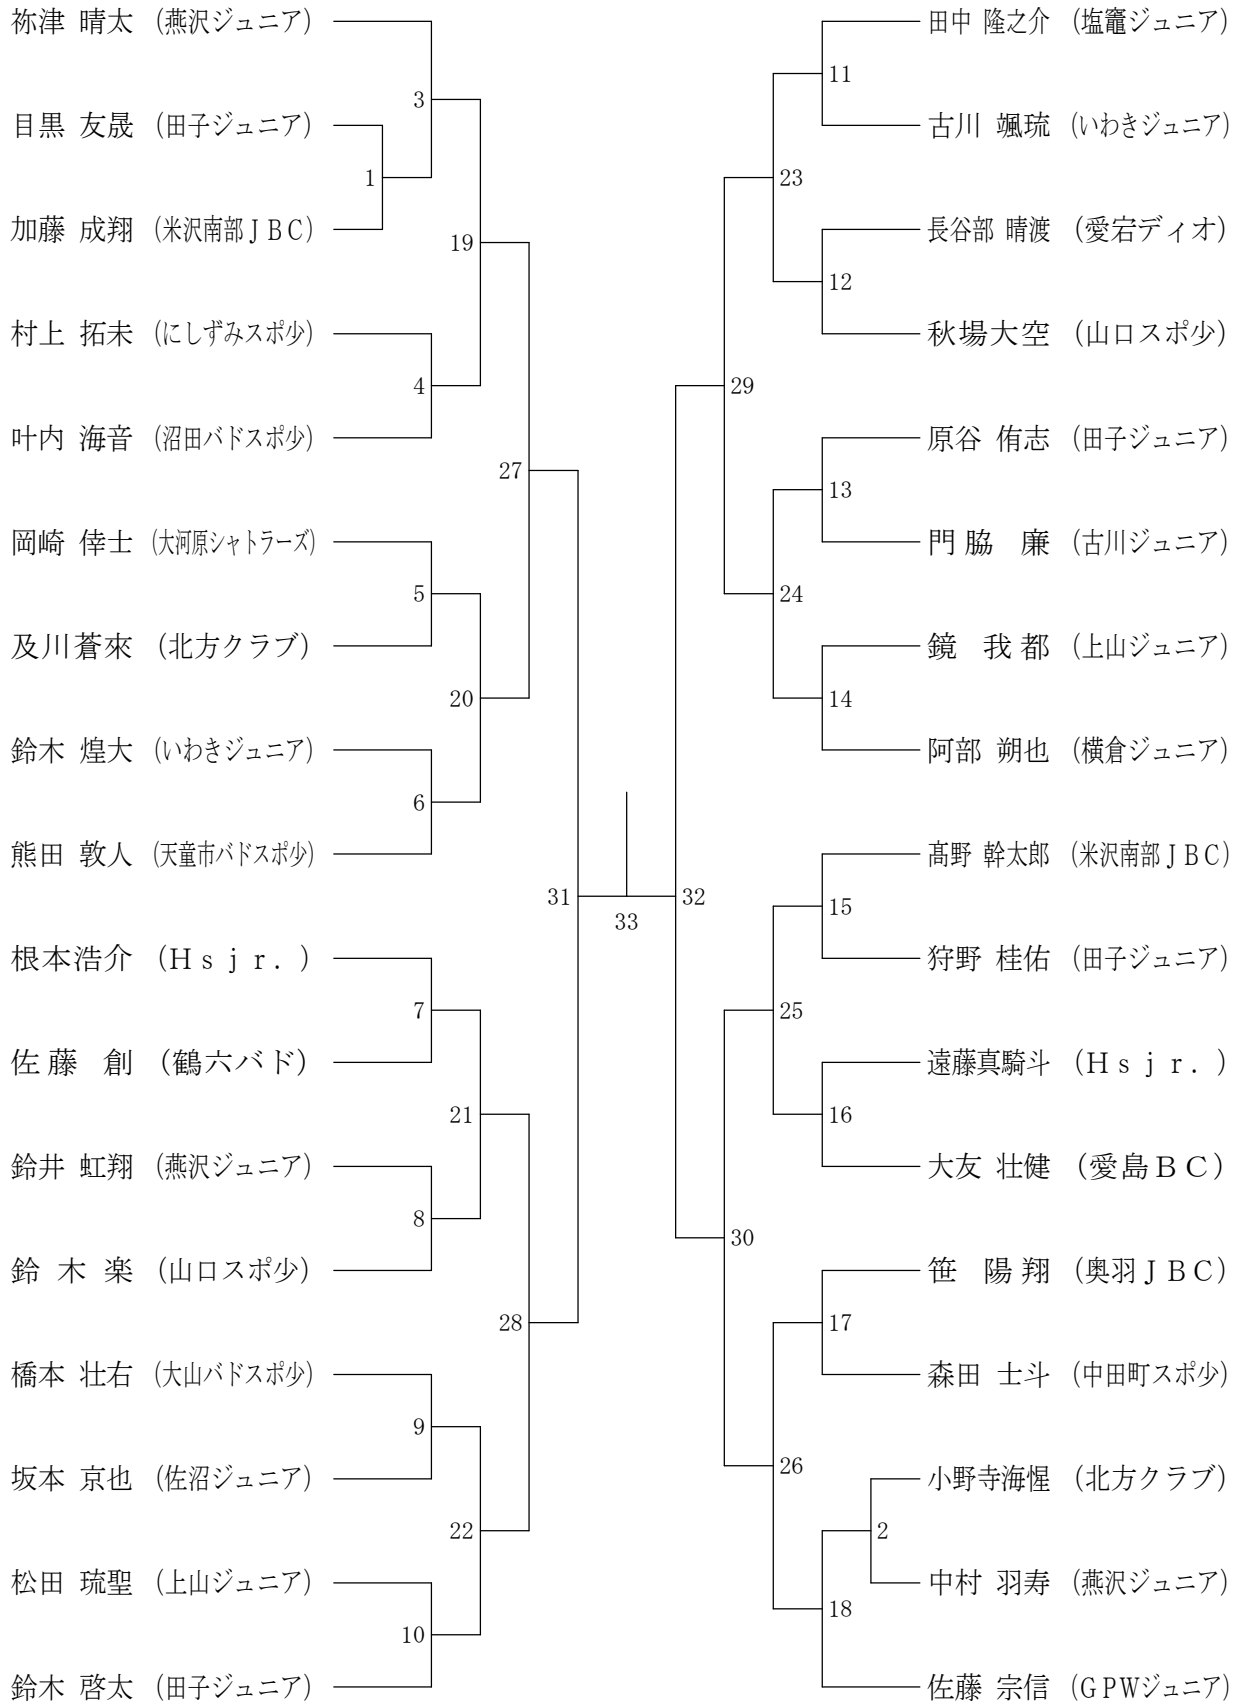 祢津 晴太 (燕沢ジュニア)
3
目黒 友晟 (田子ジュニア)
1
加藤 成翔 (米沢南部ＪＢＣ)
19
村上 拓未 (にしずみスポ少)
4
叶内 海音 (沼田バドスポ少)
27
岡崎 倖士 (大河原シャトラーズ)
5
及川蒼來 (北方クラブ)
20
鈴木 煌大 (いわきジュニア)
6
熊田 敦人 (天童市バドスポ少)
31
根本浩介 (Ｈｓｊｒ．)
7
佐藤 創 (鶴六バド)
21
鈴井 虹翔 (燕沢ジュニア)
8
鈴木楽 (山口スポ少)
28
橋本 壮右 (大山バドスポ少)
9
坂本 京也 (佐沼ジュニア)
22
松田 琉聖 (上山ジュニア)
10
鈴木 啓太 (田子ジュニア)
33
田中 隆之介 (塩竈ジュニア)
11
古川 颯琉 (いわきジュニア)
23
長谷部 晴渡 (愛宕ディオ)
12
秋場大空 (山口スポ少)
29
原谷 侑志 (田子ジュニア)
13
門脇 廉 (古川ジュニア)
24
鏡 我都 (上山ジュニア)
14
阿部 朔也 (横倉ジュニア)
髙野 幹太郎 (米沢南部ＪＢＣ)
32
15
狩野 桂佑 (田子ジュニア)
25
遠藤真騎斗 (Ｈｓｊｒ．)
16
大友 壮健 (愛島ＢＣ)
30
笹 陽翔 (奥羽ＪＢＣ)
17
森田 士斗 (中田町スポ少)
26
小野寺海惺 (北方クラブ)
2
中村 羽寿 (燕沢ジュニア)
18
佐藤 宗信 (ＧＰＷジュニア)